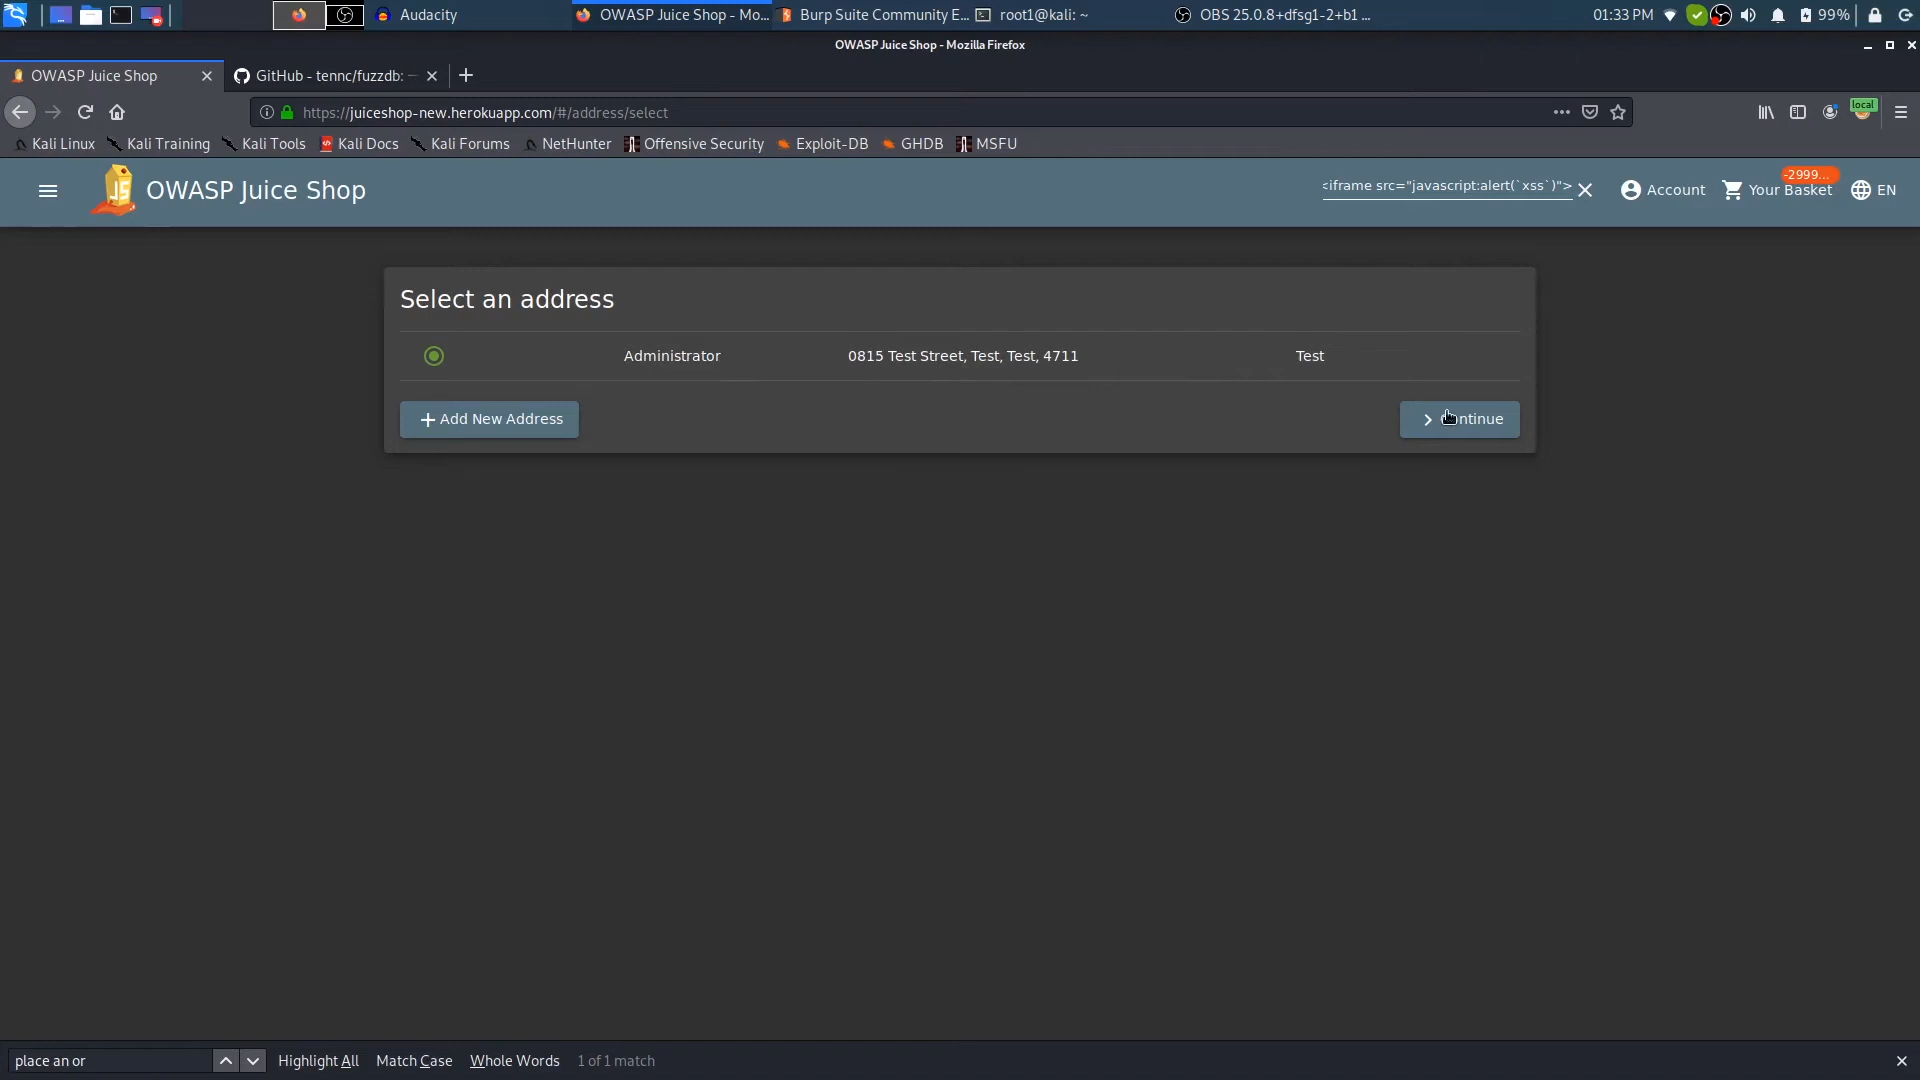 Audacity
OWASP Juice Shop - Mo...
Burp Suite Community E...
root1@kali: ~
OBS 25.0.8+dfsg1-2+b1 ...
01:33 PM
99%
OWASP Juice Shop - Mozilla Firefox
OWASP Juice Shop
GitHub - tennc/fuzzdb: 一
https://juiceshop-new.herokuapp.com/#/address/select
local
Kali Linux
Kali Training
Kali Tools
Kali Docs
Kali Forums
NetHunter
Offensive Security
Exploit-DB
GHDB
MSFU
JS
OWASP Juice Shop
<iframe src="javascript:alert(`xss`)">
Account
-2999...
Your Basket
EN
Select an address
Administrator
0815 Test Street, Test, Test, 4711
Test
Add New Address
Continue
place an or
Highlight All
Match Case
Whole Words
1 of 1 match